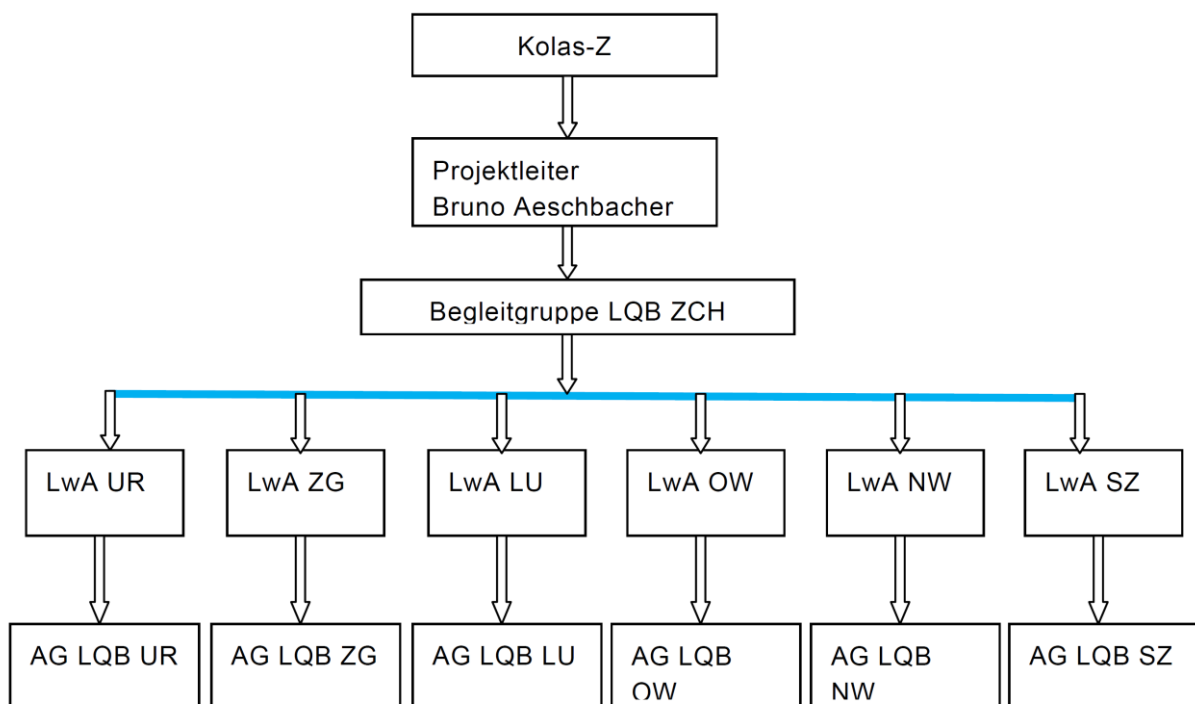 Kolas-Z
Projektleiter
Bruno Aeschbacher
Begleitgruppe LQB ZCH
LwA UR
LwA ZG
LwA LU
LwA OW
LwA NW
LwA SZ
AG LQB UR
AG LQB ZG
AG LQB LU
AG LQB
OW
AG LQB
NW
AG LQB SZ